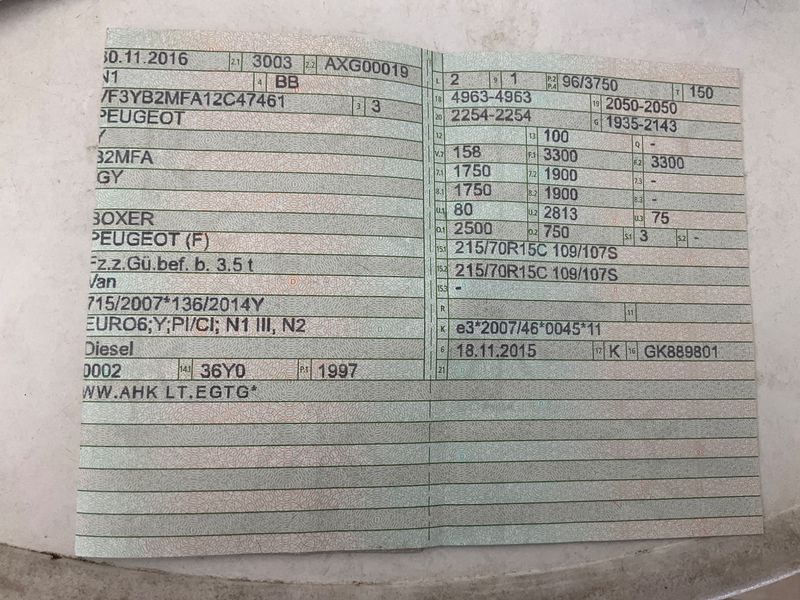 30.11.2016 2.1 3003 2.2 AXG00019
N1 4 BB
VF3YB2MFA12C47461 3 3
PEUGEOT
Y
B2MFA
GY
BOXER
PEUGEOT (F)
Fz.z.Gü.bef. b. 3.5 t
Van
715/2007*136/2014Y
EURO6;Y;PI/CI; N1 III, N2
Diesel
0002 14.1 36Y0 P.1 1997
WW.AHK LT.EGTG*
L 2 9 1 P.2 P.4 96/3750 T 150
18 4963-4963 19 2050-2050
20 2254-2254 G 1935-2143
12 13 100 Q -
V.7 158 F.1 3300 F.2 3300
7.1 1750 7.2 1900 7.3 -
8.1 1750 8.2 1900 8.3 -
U.1 80 U.2 2813 U.3 75
O.1 2500 O.2 750 S.1 3 S.2 -
15.1 215/70R15C 109/107S
15.2 215/70R15C 109/107S
15.3 -
R 11
K e3*2007/46*0045*11
6 18.11.2015 17 K 16 GK889801
21